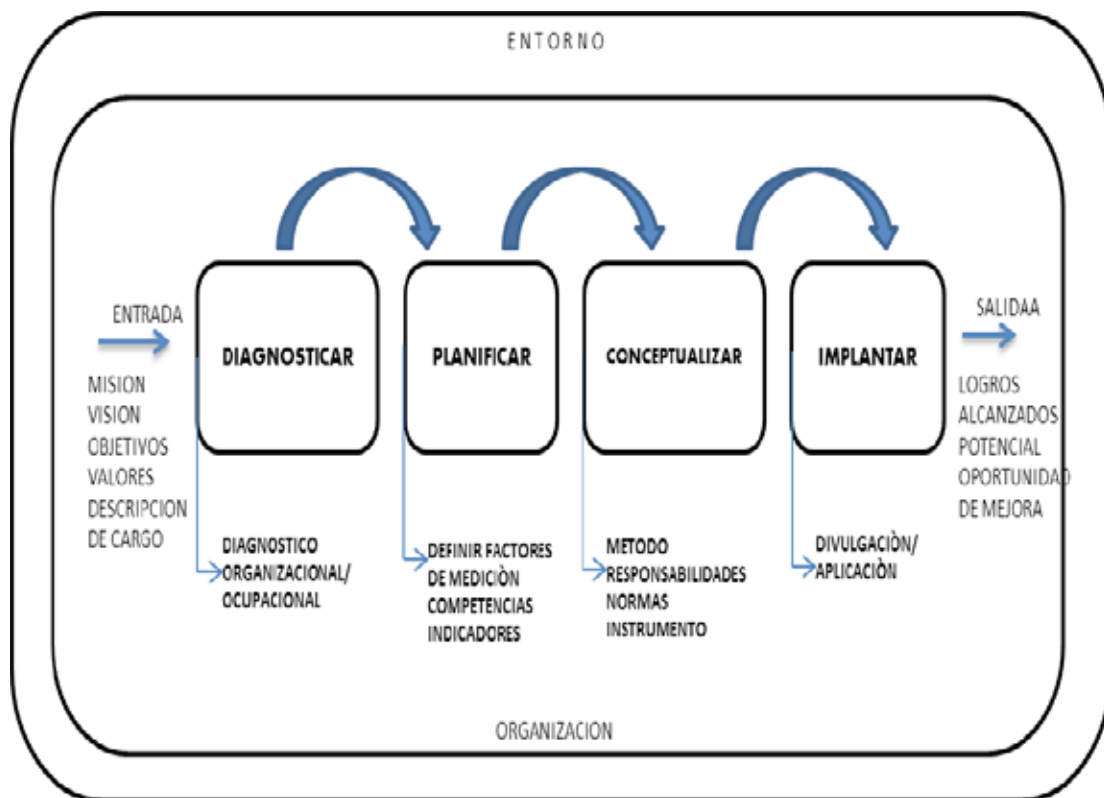 ENTORNO
ENTRADA
MISION
VISION
OBJETIVOS
VALORES
DESCRIPCION
DE CARGO
DIAGNOSTICAR
DIAGNOSTICO
ORGANIZACIONAL/
OCUPACIONAL
PLANIFICAR
DEFINIR FACTORES
DE MEDICIÒN
COMPETENCIAS
INDICADORES
CONCEPTUALIZAR
METODO
RESPONSABILIDADES
NORMAS
INSTRUMENTO
IMPLANTAR
DIVULGACIÒN/
APLICACIÒN
SALIDAA
LOGROS
ALCANZADOS
POTENCIAL
OPORTUNIDAD
DE MEJORA
ORGANIZACION